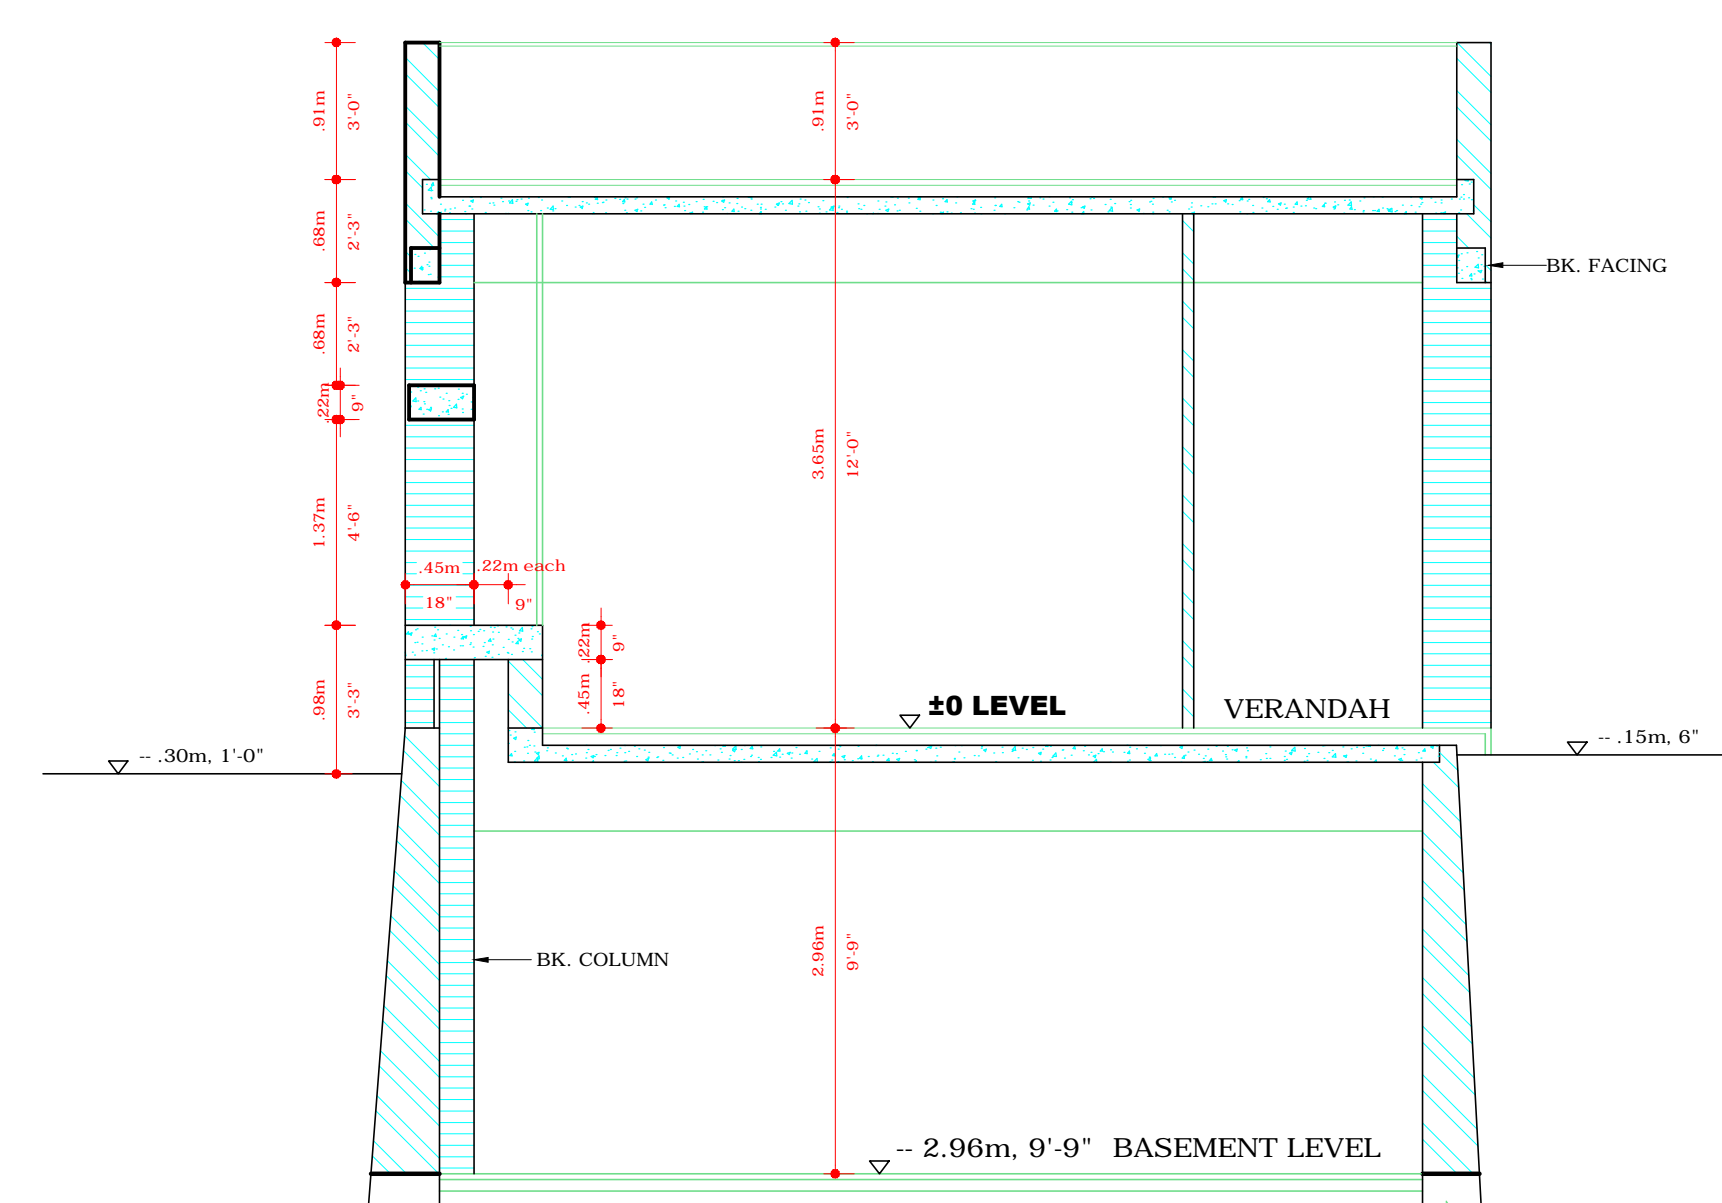 .91m
3'-0"
.91m
3'-0"
.68m
2'-3"
BK. FACING
.68m
2'-3"
.22m
9"
3.65m
12'-0"
1.37m
4'-6"
.45m
.22m each
18"
9"
.22m
9"
.45m
18"
.98m
3'-3"
±0 LEVEL
VERANDAH
-- .30m, 1'-0"
-- .15m, 6"
2.96m
9'-9"
BK. COLUMN
-- 2.96m, 9'-9" BASEMENT LEVEL